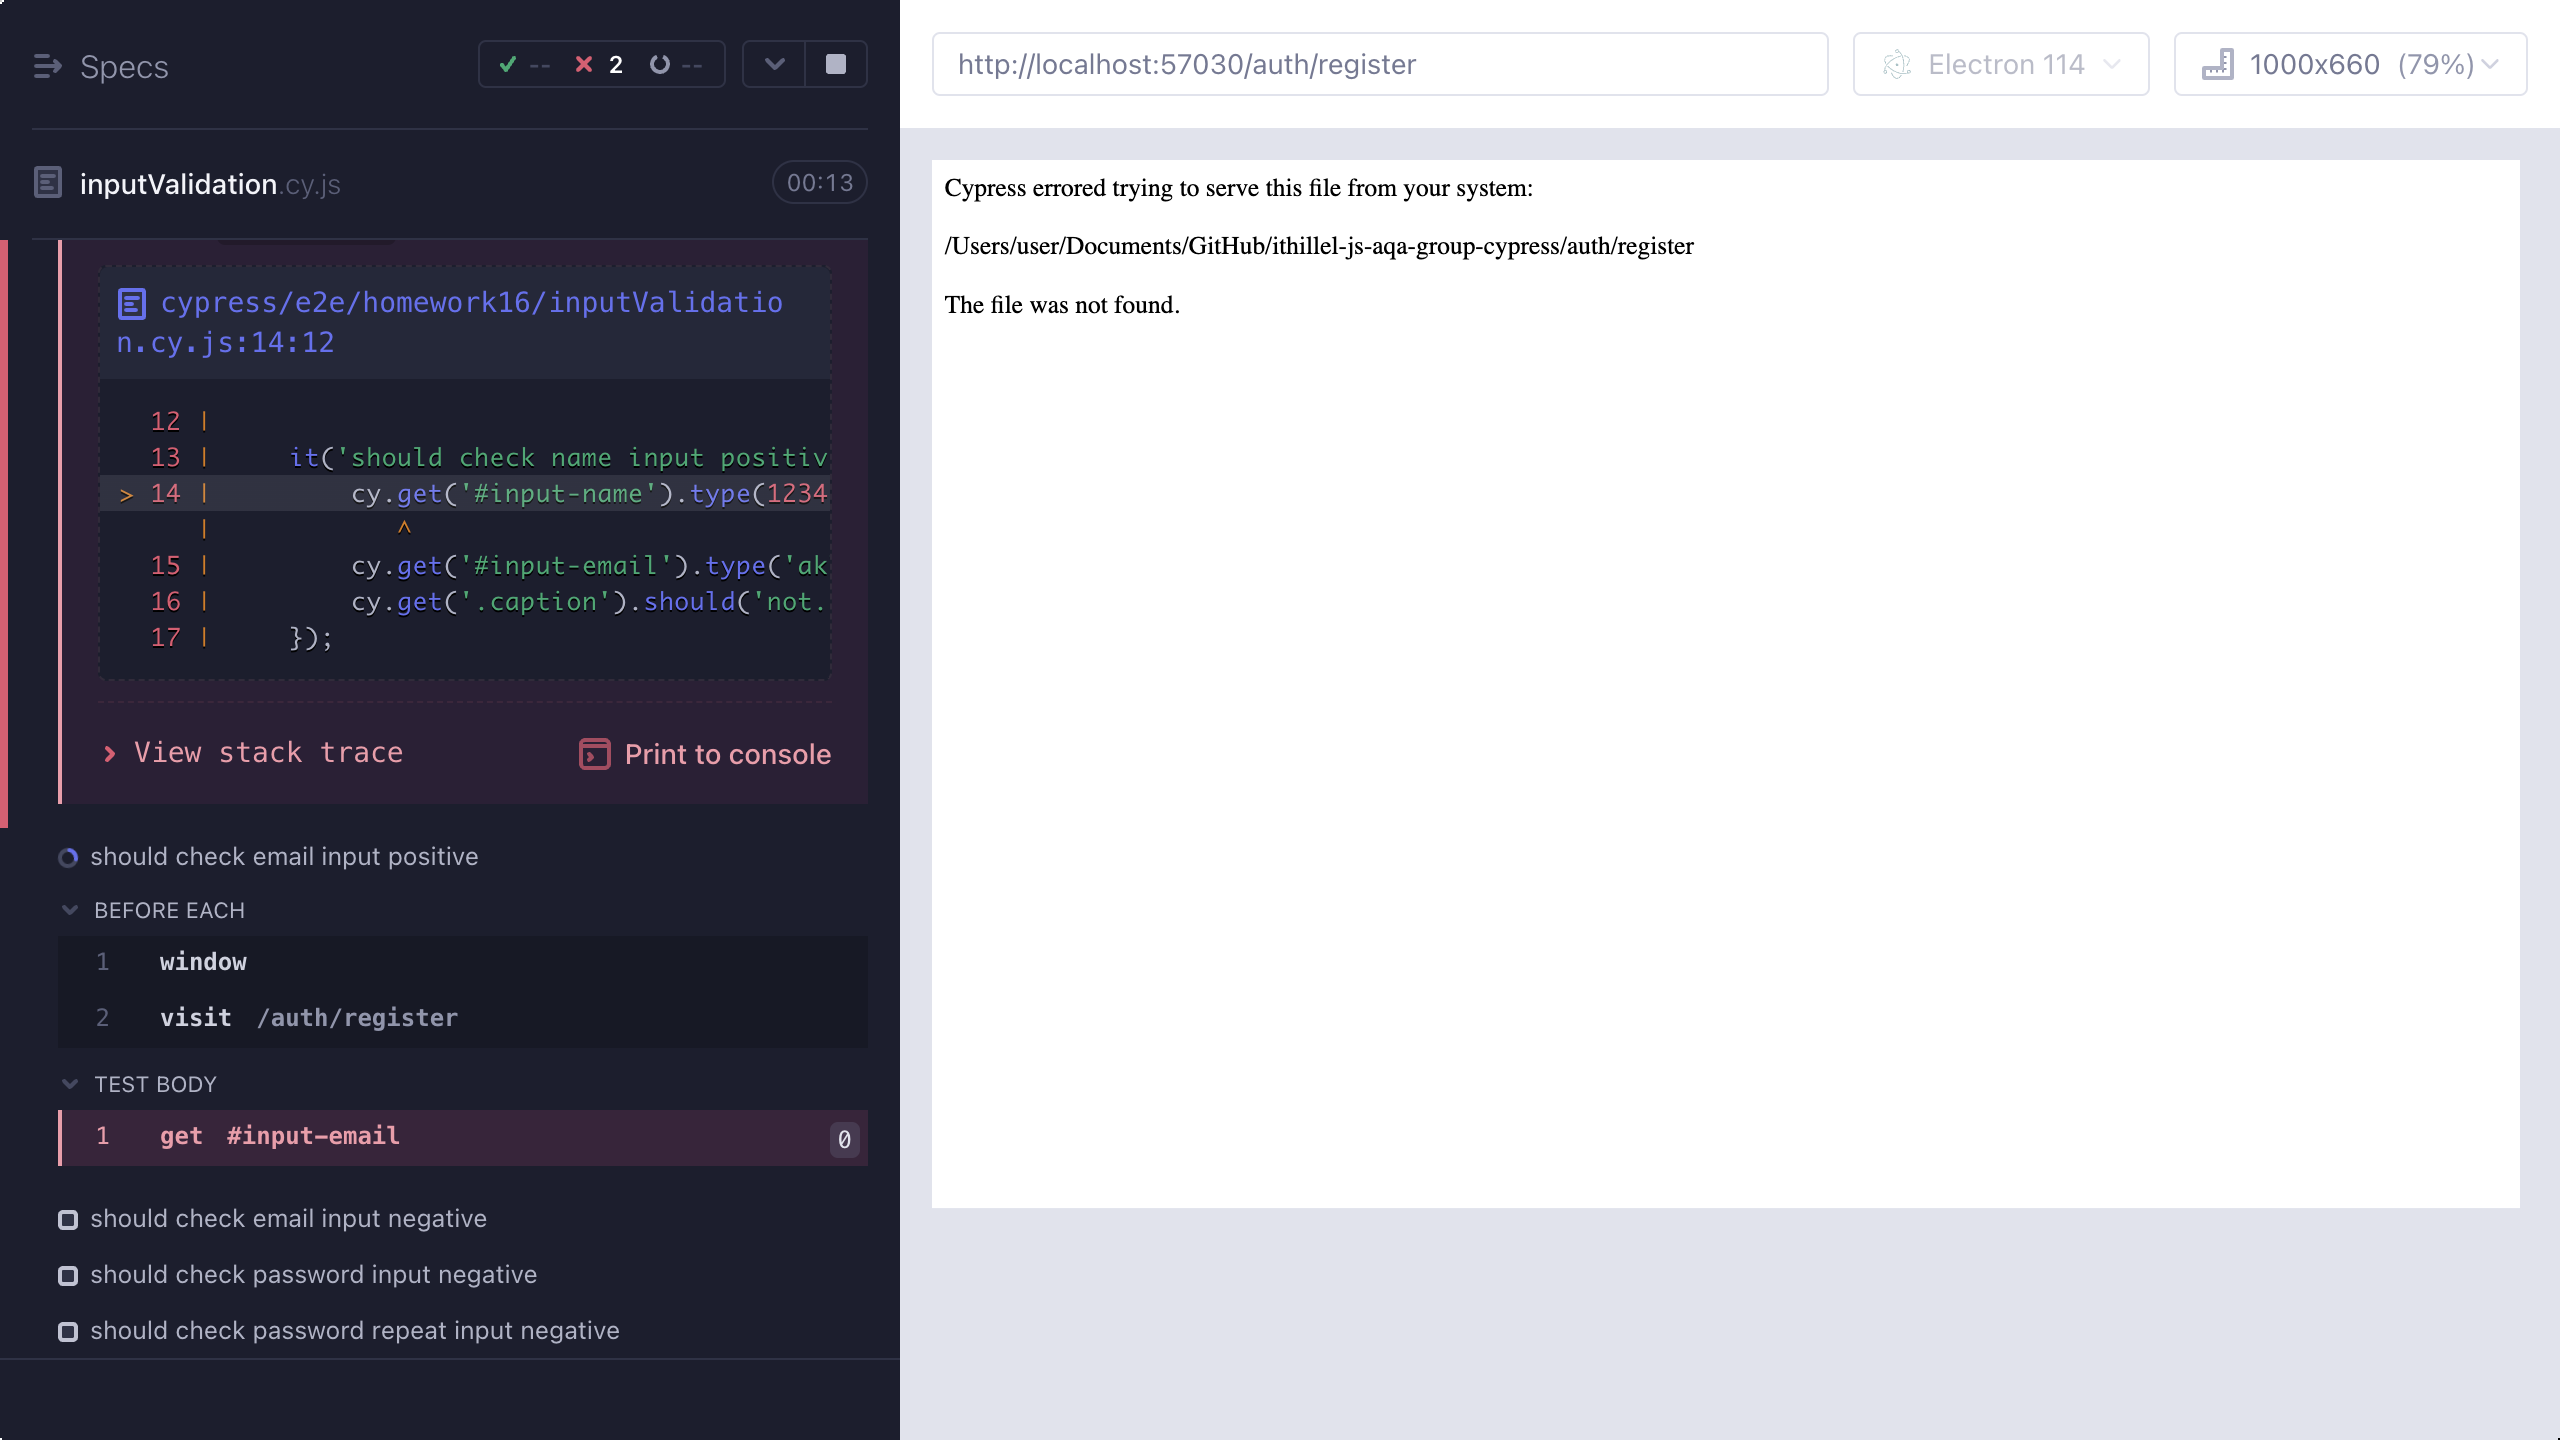 Specs
-- 2 --
inputValidation.cy.js
00:13
cypress/e2e/homework16/inputValidatio
n.cy.js:14:12
12 |
13 | it('should check name input positiv
> 14 | cy.get('#input-name').type(1234
| ^
15 | cy.get('#input-email').type('ak
16 | cy.get('.caption').should('not.
17 | });
View stack trace
Print to console
should check email input positive
BEFORE EACH
1 window
2 visit /auth/register
TEST BODY
1 get #input-email 0
should check email input negative
should check password input negative
should check password repeat input negative
http://localhost:57030/auth/register
Electron 114
1000x660 (79%)
Cypress errored trying to serve this file from your system:
/Users/user/Documents/GitHub/ithillel-js-aqa-group-cypress/auth/register
The file was not found.